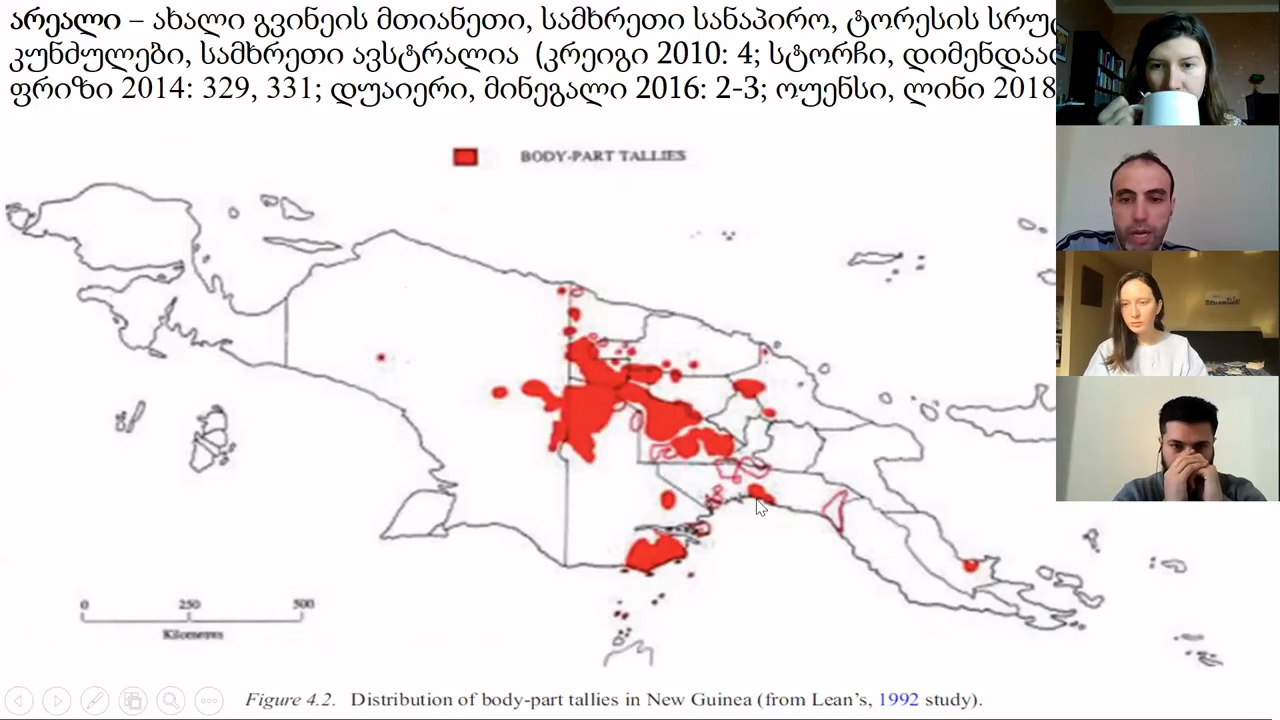 არეალი – ახალი გვინეის მთიანეთი, სამხრეთი სანაპირო, ტორესის
კუნძულები, სამხრეთი ავსტრალია (კრეიგი 2010: 4; სტორჩი,
ფრიზი 2014: 329, 331; დუაიერი, მინეგალი 2016: 2-3; ოუენსი, ლინი 2018
BODY-PART TALLIES
0 250 500
Kilometres
Figure 4.2. Distribution of body-part tallies in New Guinea (from Lean's, 1992 study).